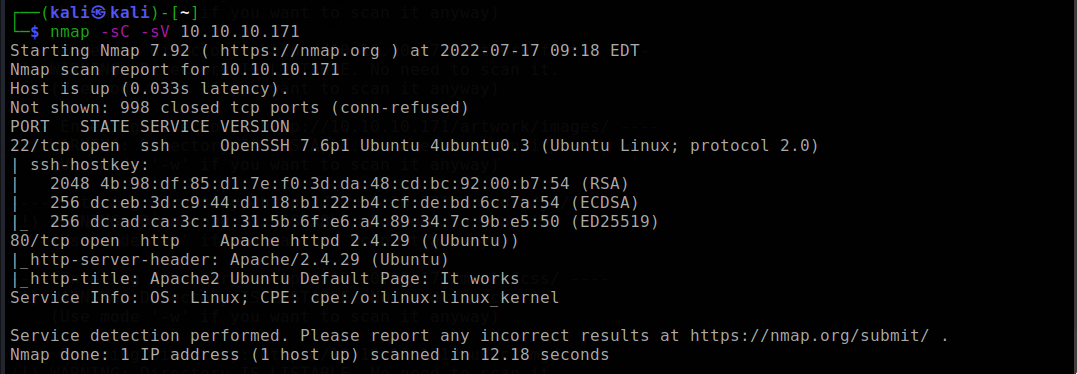 ┌──(kali㉿kali)-[~]
└─$ nmap -sC -sV 10.10.10.171
Starting Nmap 7.92 ( https://nmap.org ) at 2022-07-17 09:18 EDT
Nmap scan report for 10.10.10.171
Host is up (0.033s latency).
Not shown: 998 closed tcp ports (conn-refused)
PORT   STATE SERVICE VERSION
22/tcp open  ssh     OpenSSH 7.6p1 Ubuntu 4ubuntu0.3 (Ubuntu Linux; protocol 2.0)
| ssh-hostkey:
|   2048 4b:98:df:85:d1:7e:f0:3d:da:48:cd:bc:92:00:b7:54 (RSA)
|   256 dc:eb:3d:c9:44:d1:18:b1:22:b4:cf:de:bd:6c:7a:54 (ECDSA)
|_  256 dc:ad:ca:3c:11:31:5b:6f:e6:a4:89:34:7c:9b:e5:50 (ED25519)
80/tcp open  http    Apache httpd 2.4.29 ((Ubuntu))
|_http-server-header: Apache/2.4.29 (Ubuntu)
|_http-title: Apache2 Ubuntu Default Page: It works
Service Info: OS: Linux; CPE: cpe:/o:linux:linux_kernel

Service detection performed. Please report any incorrect results at https://nmap.org/submit/ .
Nmap done: 1 IP address (1 host up) scanned in 12.18 seconds